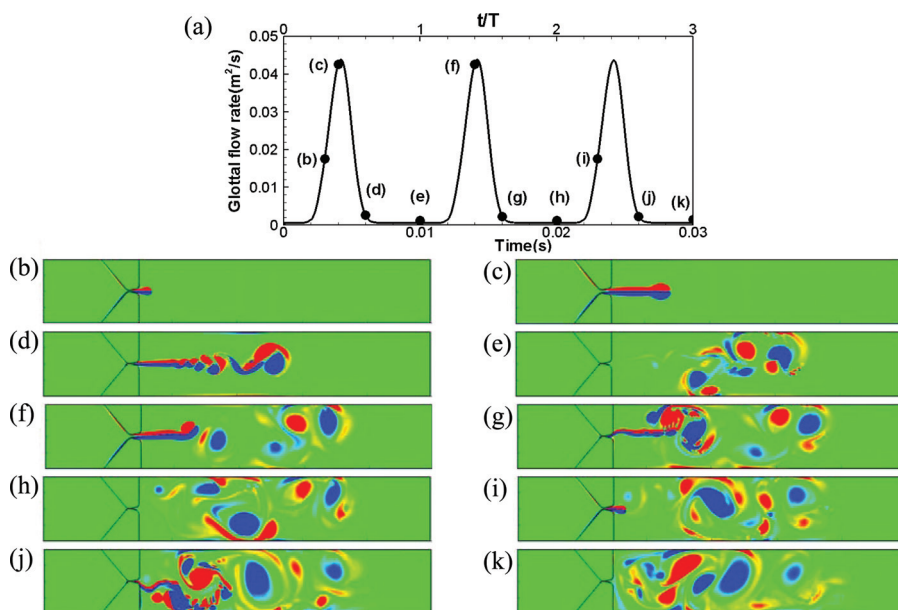 (a)
t/T
0 1 2 3
Glottal flow rate(m²/s)
0.05
0.04
0.03
0.02
0.01
0
(c)
(f)
(b)
(i)
(d)
(e)
(g)
(h)
(j)
(k)
0 0.01 0.02 0.03
Time(s)
(b)
(c)
(d)
(e)
(f)
(g)
(h)
(i)
(j)
(k)